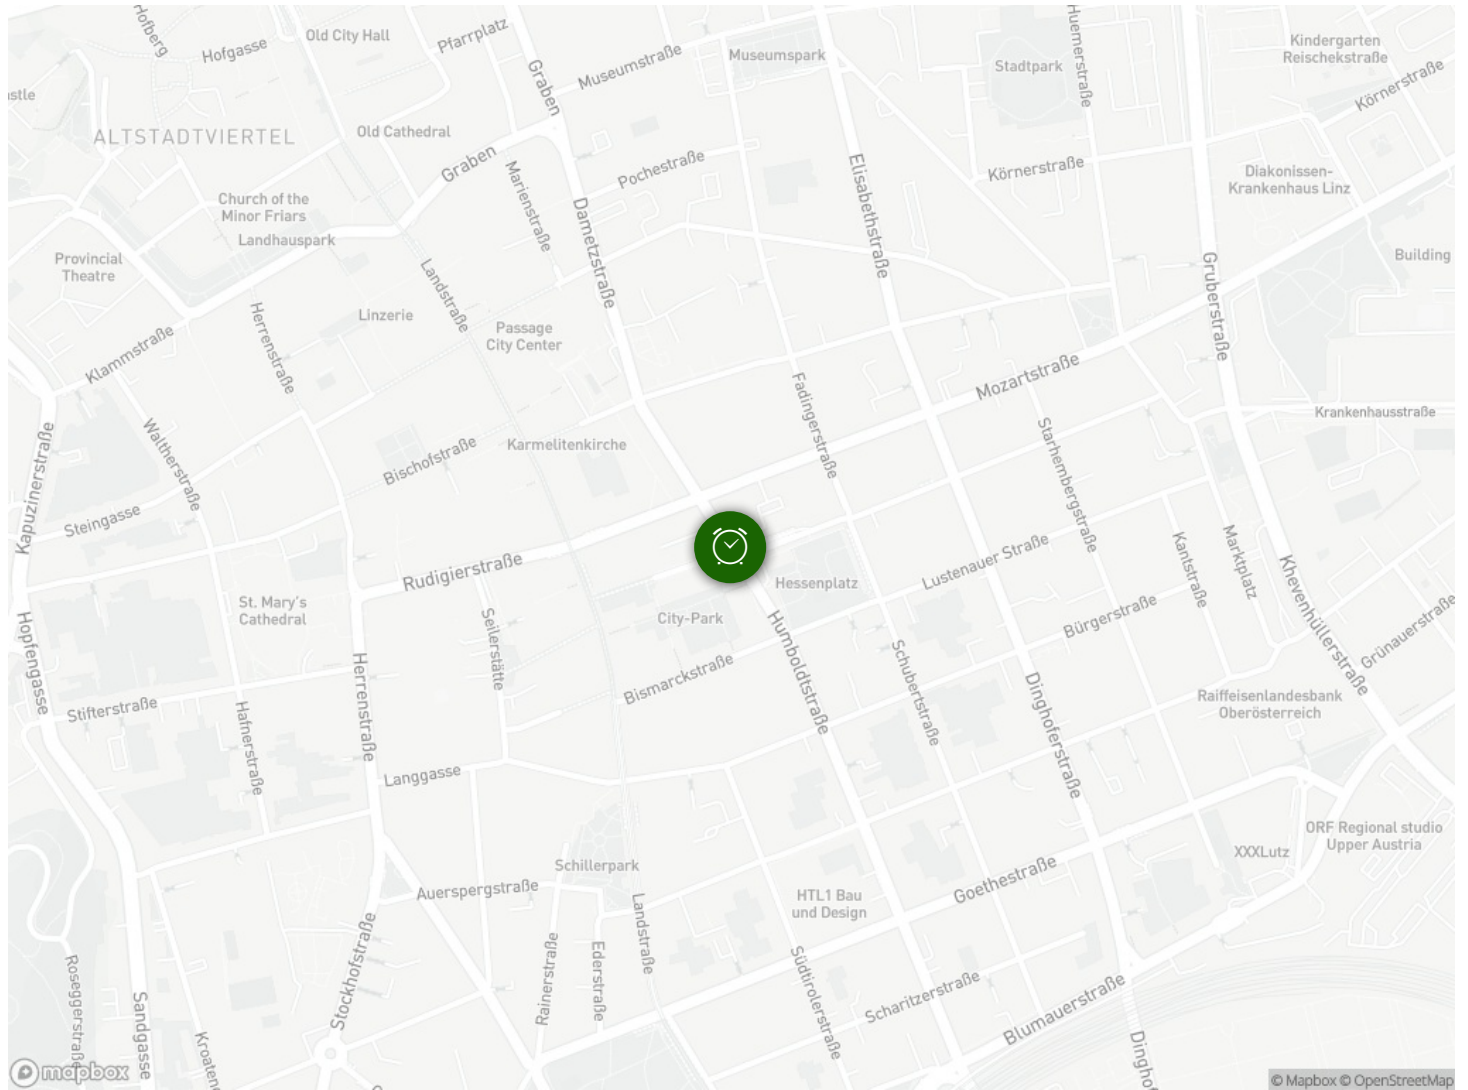 Hofberg
Hofgasse
Old City Hall
Pfarrplatz
Graben
Museumstraße
Museumspark
Stadtpark
Huemerstraße
Kindergarten
Reischekstraße
Körnerstraße
astle
ALTSTADTVIERTEL
Old Cathedral
Graben
Marienstraße
Pochestraße
Elisabethstraße
Körnerstraße
Diakonissen-
Krankenhaus Linz
Church of the
Minor Friars
Landhauspark
Dametzstraße
Provincial
Theatre
Building
Landstraße
Gruberstraße
Herrenstraße
Linzerie
Passage
City Center
Klammstraße
Mozartstraße
Fadingerstraße
Krankenhausstraße
Waltherstraße
Bischofstraße
Karmelitenkirche
Starhembergstraße
Kapuzinerstraße
Steingasse
Rudigierstraße
Hessenplatz
Lustenauer Straße
Kantstraße
Marktplatz
Khevenhüllerstraße
St. Mary's
Cathedral
Seilerstätte
City-Park
Bürgerstraße
Grünauerstraße
Hopfengasse
Humboldtstraße
Schubertstraße
Herrenstraße
Bismarckstraße
Stifterstraße
Hafnerstraße
Dinghoferstraße
Raiffeisenlandesbank
Oberösterreich
Langgasse
ORF Regional studio
Upper Austria
XXXLutz
Schillerpark
Auerspergstraße
Goethestraße
HTL1 Bau
und Design
Landstraße
Stockhofstraße
Rainerstraße
Ederstraße
Südtirolerstraße
Scharitzerstraße
Blumauerstraße
Roseggerstraße
Sandgasse
Kroateng
Dingho
mapbox
© Mapbox © OpenStreetMap